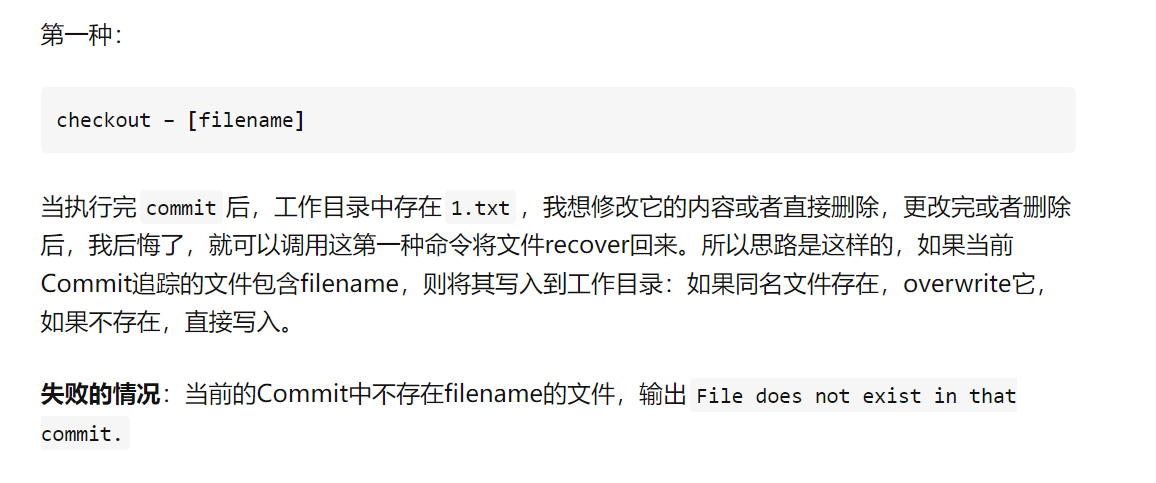 第一种：
checkout – [filename]
当执行完 commit 后，工作目录中存在 1.txt ，我想修改它的内容或者直接删除，更改完或者删除
后，我后悔了，就可以调用这第一种命令将文件recover回来。所以思路是这样的，如果当前
Commit追踪的文件包含filename，则将其写入到工作目录：如果同名文件存在，overwrite它，
如果不存在，直接写入。
失败的情况：当前的Commit中不存在filename的文件，输出 File does not exist in that
commit.